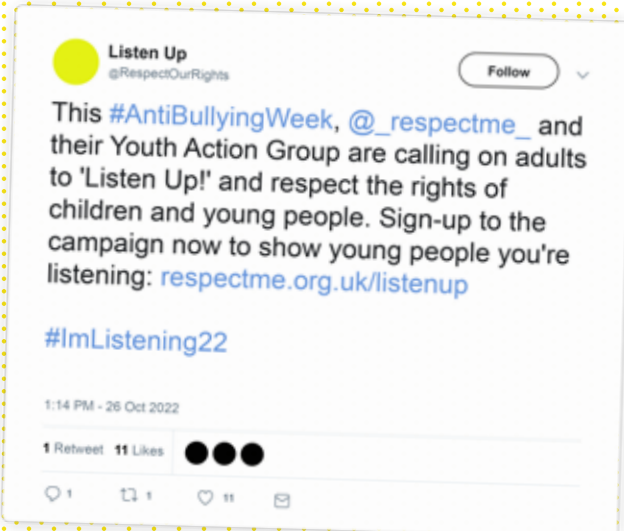 Listen Up
@RespectOurRights
Follow
This #AntiBullyingWeek, @_respectme_ and
their Youth Action Group are calling on adults
to 'Listen Up!' and respect the rights of
children and young people. Sign-up to the
campaign now to show young people you're
listening: respectme.org.uk/listenup
#ImListening22
1:14 PM - 26 Oct 2022
1 Retweet 11 Likes
1 1 11